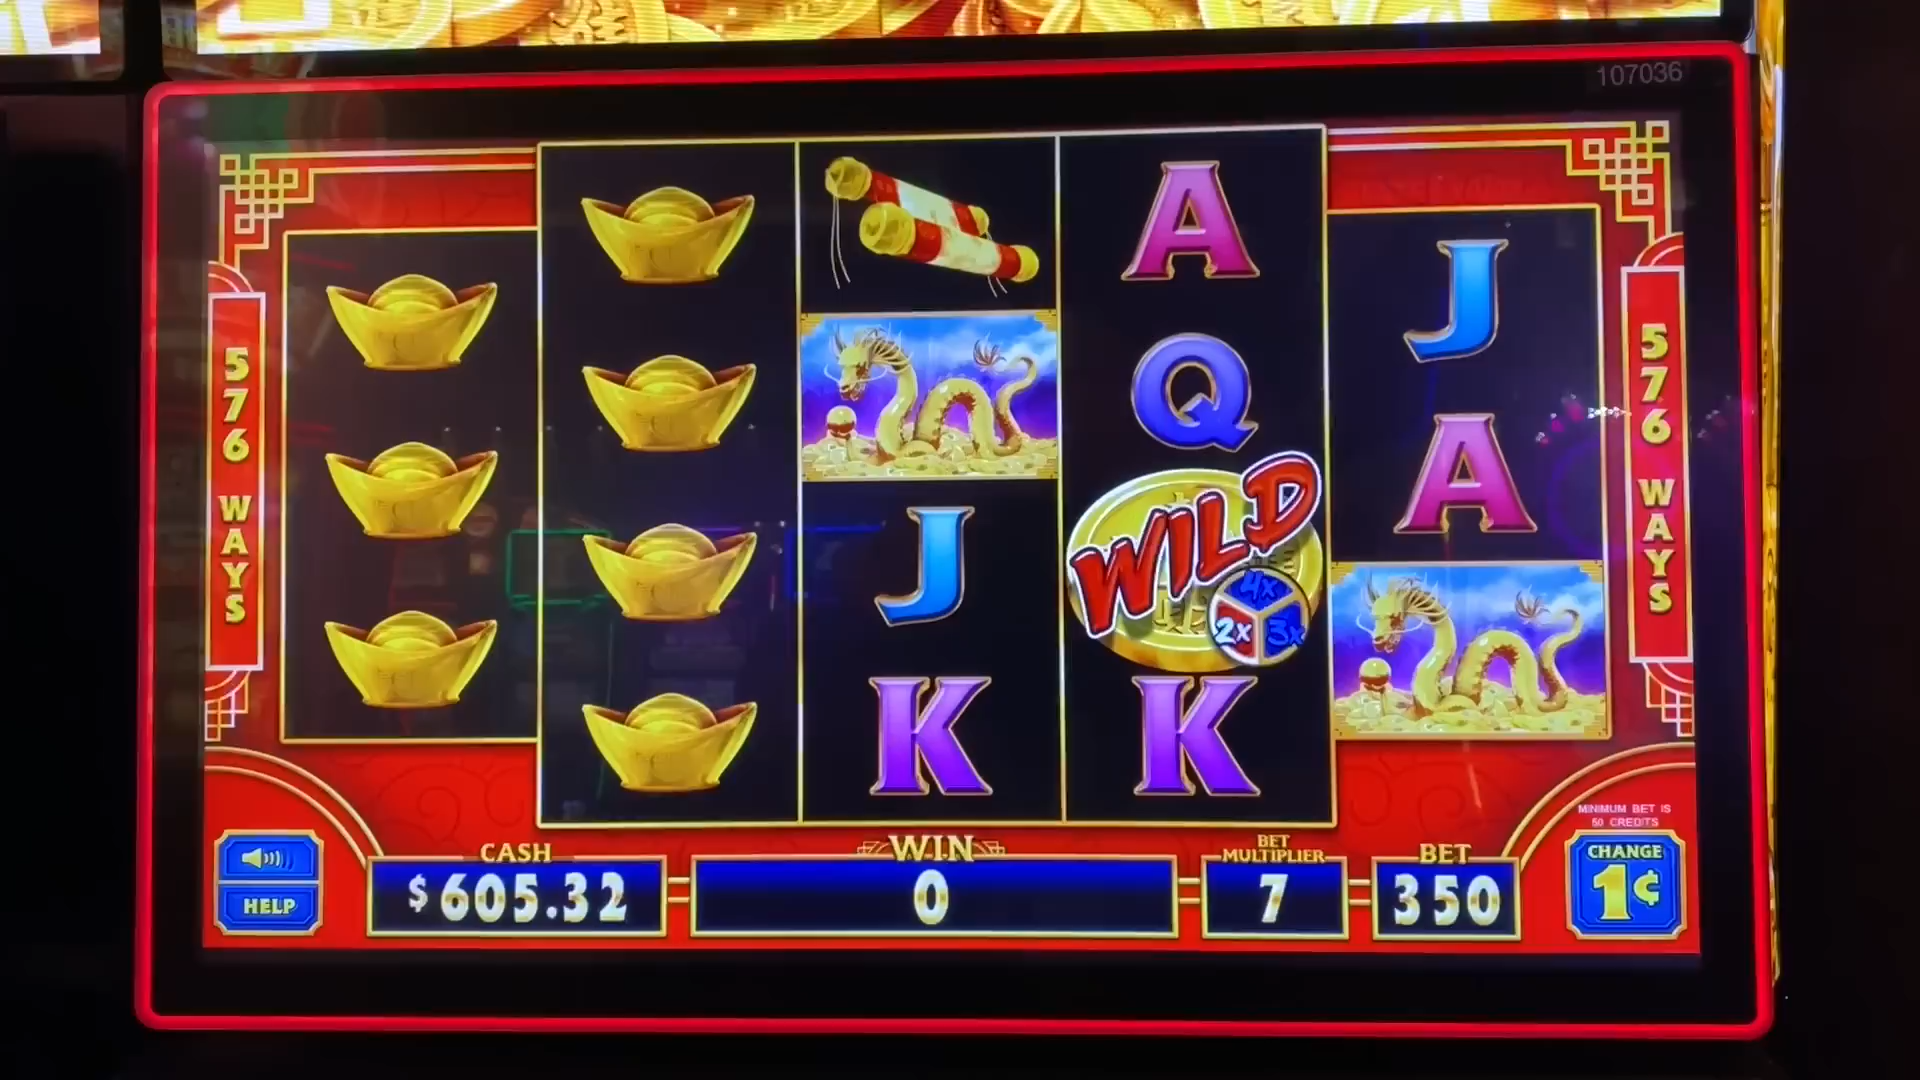 107036
576 WAYS
576 WAYS
A
J
Q
A
WILD
4x
2x 3x
J
K
K
MINIMUM BET IS
50 CREDITS
HELP
CASH
$605.32
WIN
0
BET
MULTIPLIER
7
BET
350
CHANGE
1¢